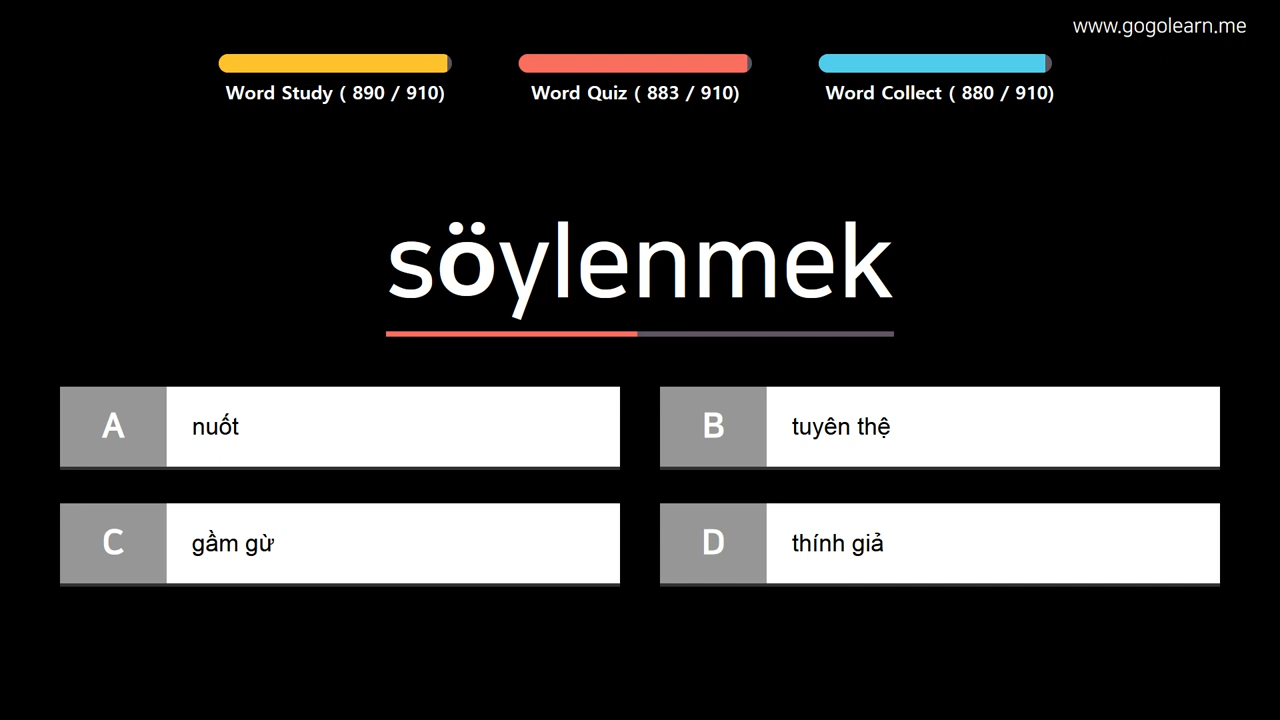 www.gogolearn.me
Word Study ( 890 / 910)
Word Quiz ( 883 / 910)
Word Collect ( 880 / 910)
söylenmek
A nuốt
B tuyên thệ
C gầm gừ
D thính giả